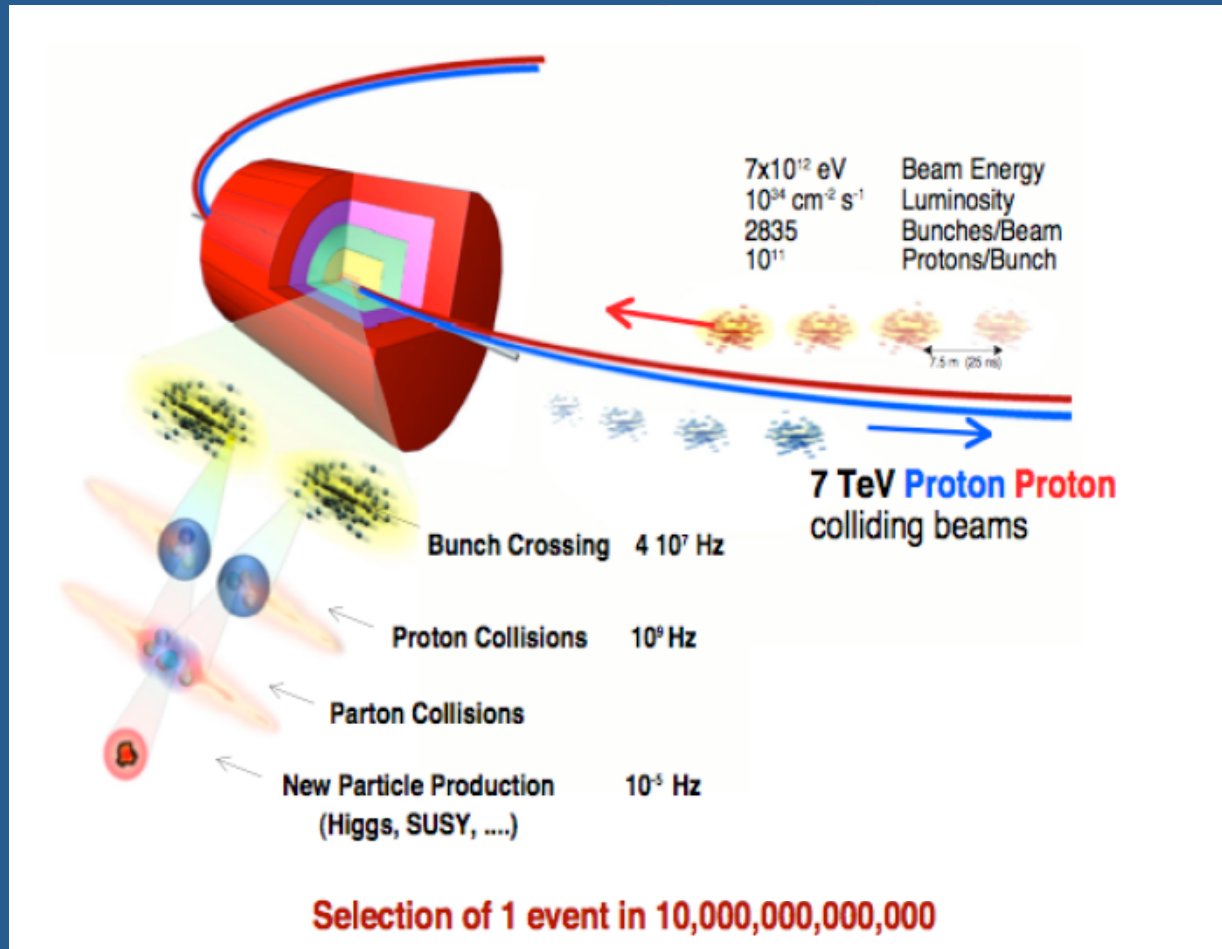 7x10¹² eV Beam Energy
10³⁴ cm⁻² s⁻¹ Luminosity
2835 Bunches/Beam
10¹¹ Protons/Bunch
7.5 m (25 ns)
7 TeV Proton Proton
colliding beams
Bunch Crossing 4 10⁷ Hz
Proton Collisions 10⁹ Hz
Parton Collisions
New Particle Production 10⁻⁵ Hz
(Higgs, SUSY, ....)
Selection of 1 event in 10,000,000,000,000